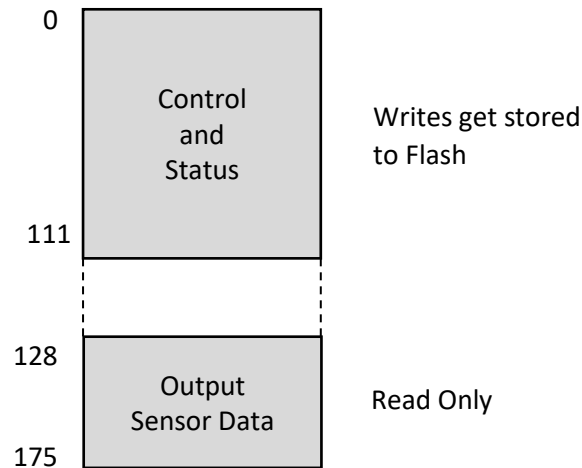 0
Control
and
Status
Writes get stored
to Flash
111
128
Output
Sensor Data
Read Only
175